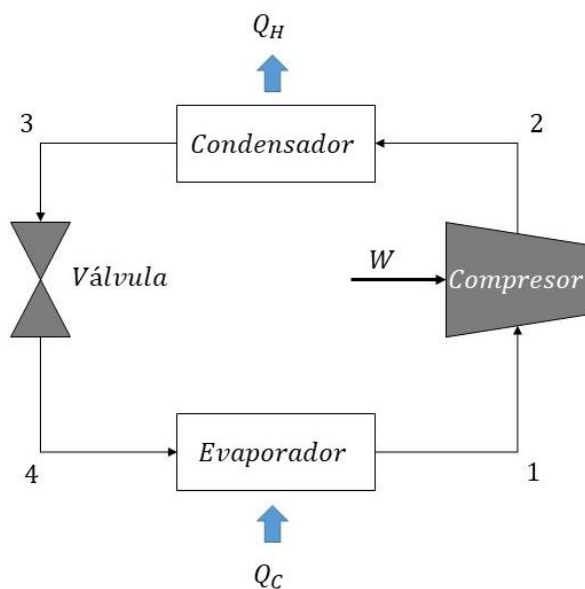 Q_H
3
2
Condensador
Válvula
W
Compresor
Evaporador
4
1
Q_C